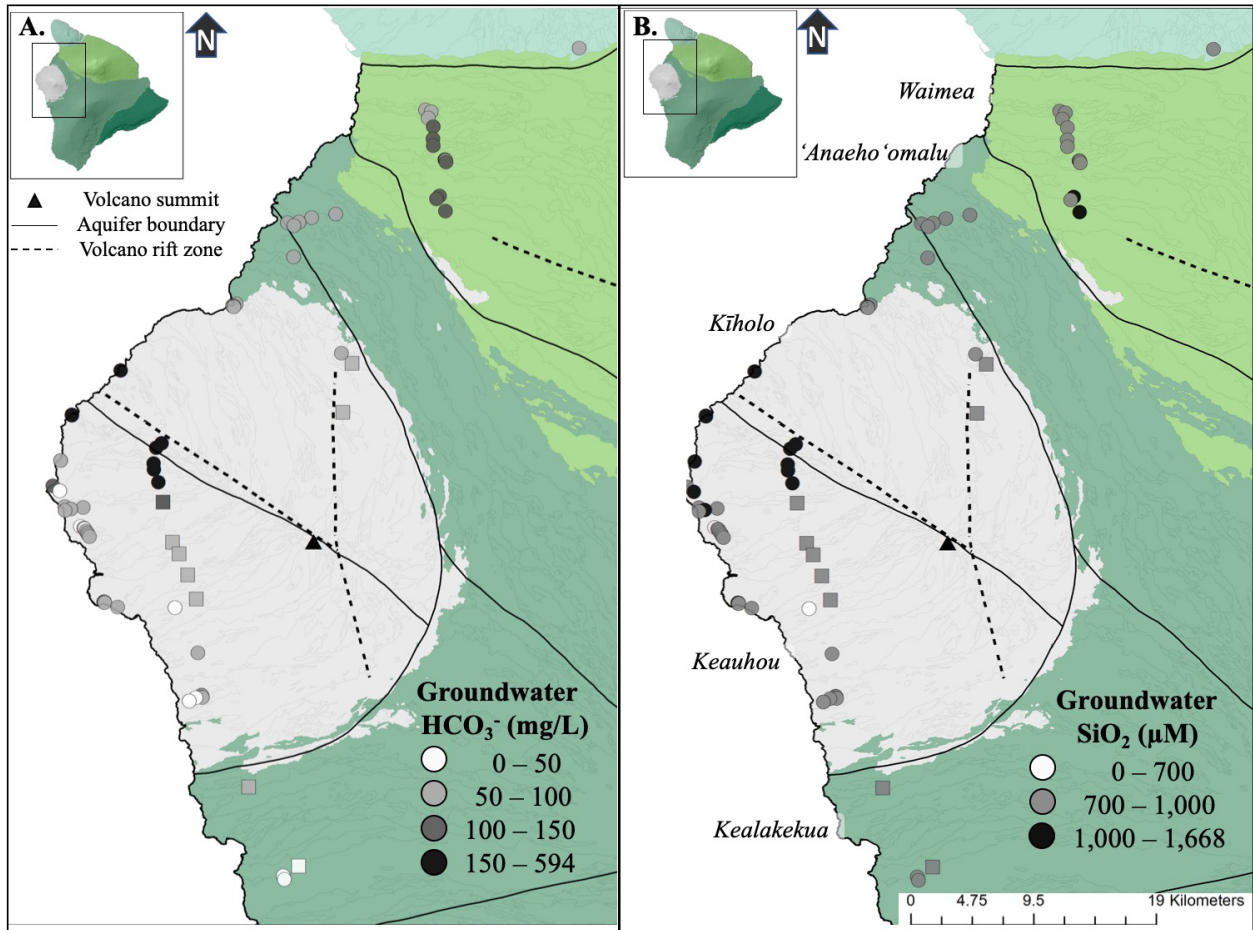 A.
N
Volcano summit
Aquifer boundary
Volcano rift zone
Groundwater
HCO₃⁻ (mg/L)
0 – 50
50 – 100
100 – 150
150 – 594
B.
N
Waimea
ʻAnaehoʻomalu
Kīholo
Keauhou
Kealakekua
Groundwater
SiO₂ (µM)
0 – 700
700 – 1,000
1,000 – 1,668
0 4.75 9.5 19 Kilometers